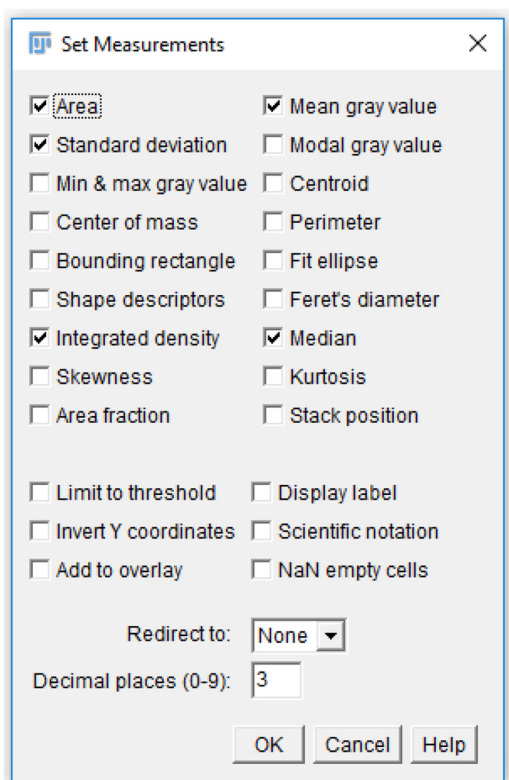 Set Measurements
Area Mean gray value
Standard deviation Modal gray value
Min & max gray value Centroid
Center of mass Perimeter
Bounding rectangle Fit ellipse
Shape descriptors Feret's diameter
Integrated density Median
Skewness Kurtosis
Area fraction Stack position
Limit to threshold Display label
Invert Y coordinates Scientific notation
Add to overlay NaN empty cells
Redirect to: None
Decimal places (0-9): 3
OK Cancel Help